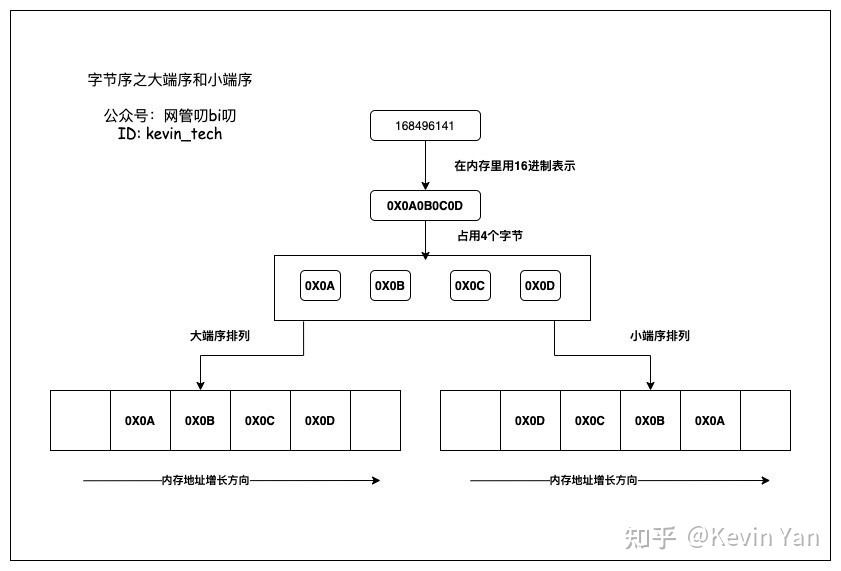 字节序之大端序和小端序
公众号：网管叨bi叨
ID: kevin_tech
168496141
在内存里用16进制表示
0X0A0B0C0D
占用4个字节
0X0A 0X0B 0X0C 0X0D
大端序排列 小端序排列
0X0A 0X0B 0X0C 0X0D 0X0D 0X0C 0X0B 0X0A
内存地址增长方向 内存地址增长方向
知乎 @Kevin Yan